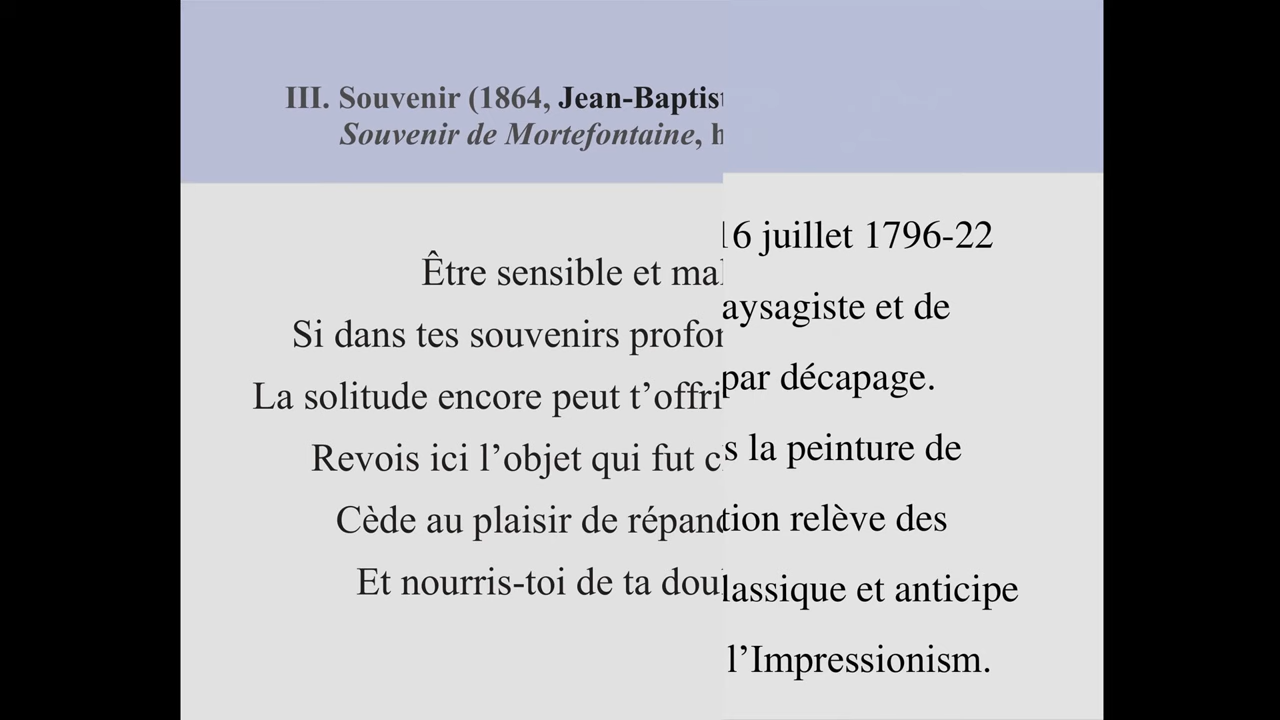 III. Souvenir (1864, Jean-Baptis
Souvenir de Mortefontaine, h
Être sensible et mal
Si dans tes souvenirs profon
La solitude encore peut t’offri
Revois ici l’objet qui fut c
Cède au plaisir de répand
Et nourris-toi de ta dou
16 juillet 1796-22
aysagiste et de
par décapage.
s la peinture de
tion relève des
lassique et anticipe
l’Impressionism.